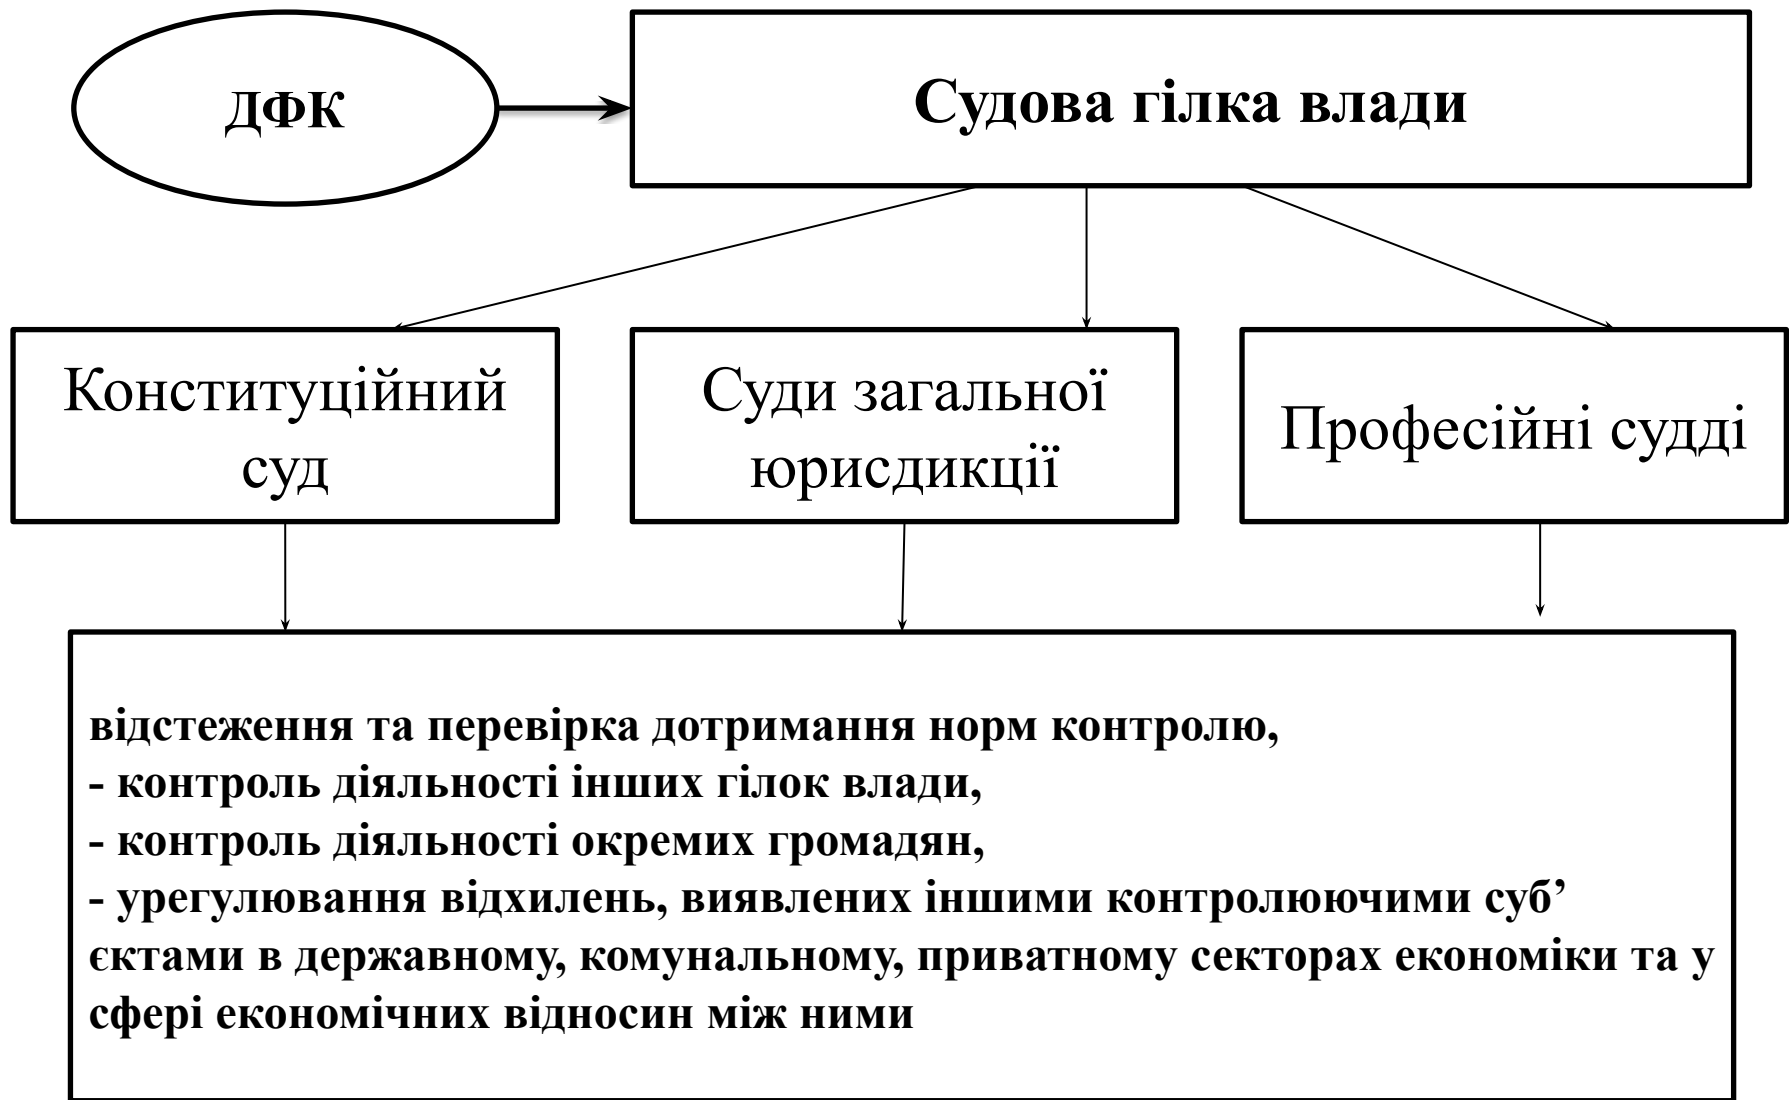 ДФК
Судова гілка влади
Конституційний
суд
Суди загальної
юрисдикції
Професійні судді
відстеження та перевірка дотримання норм контролю,
- контроль діяльності інших гілок влади,
- контроль діяльності окремих громадян,
- урегулювання відхилень, виявлених іншими контролюючими суб’
єктами в державному, комунальному, приватному секторах економіки та у
сфері економічних відносин між ними